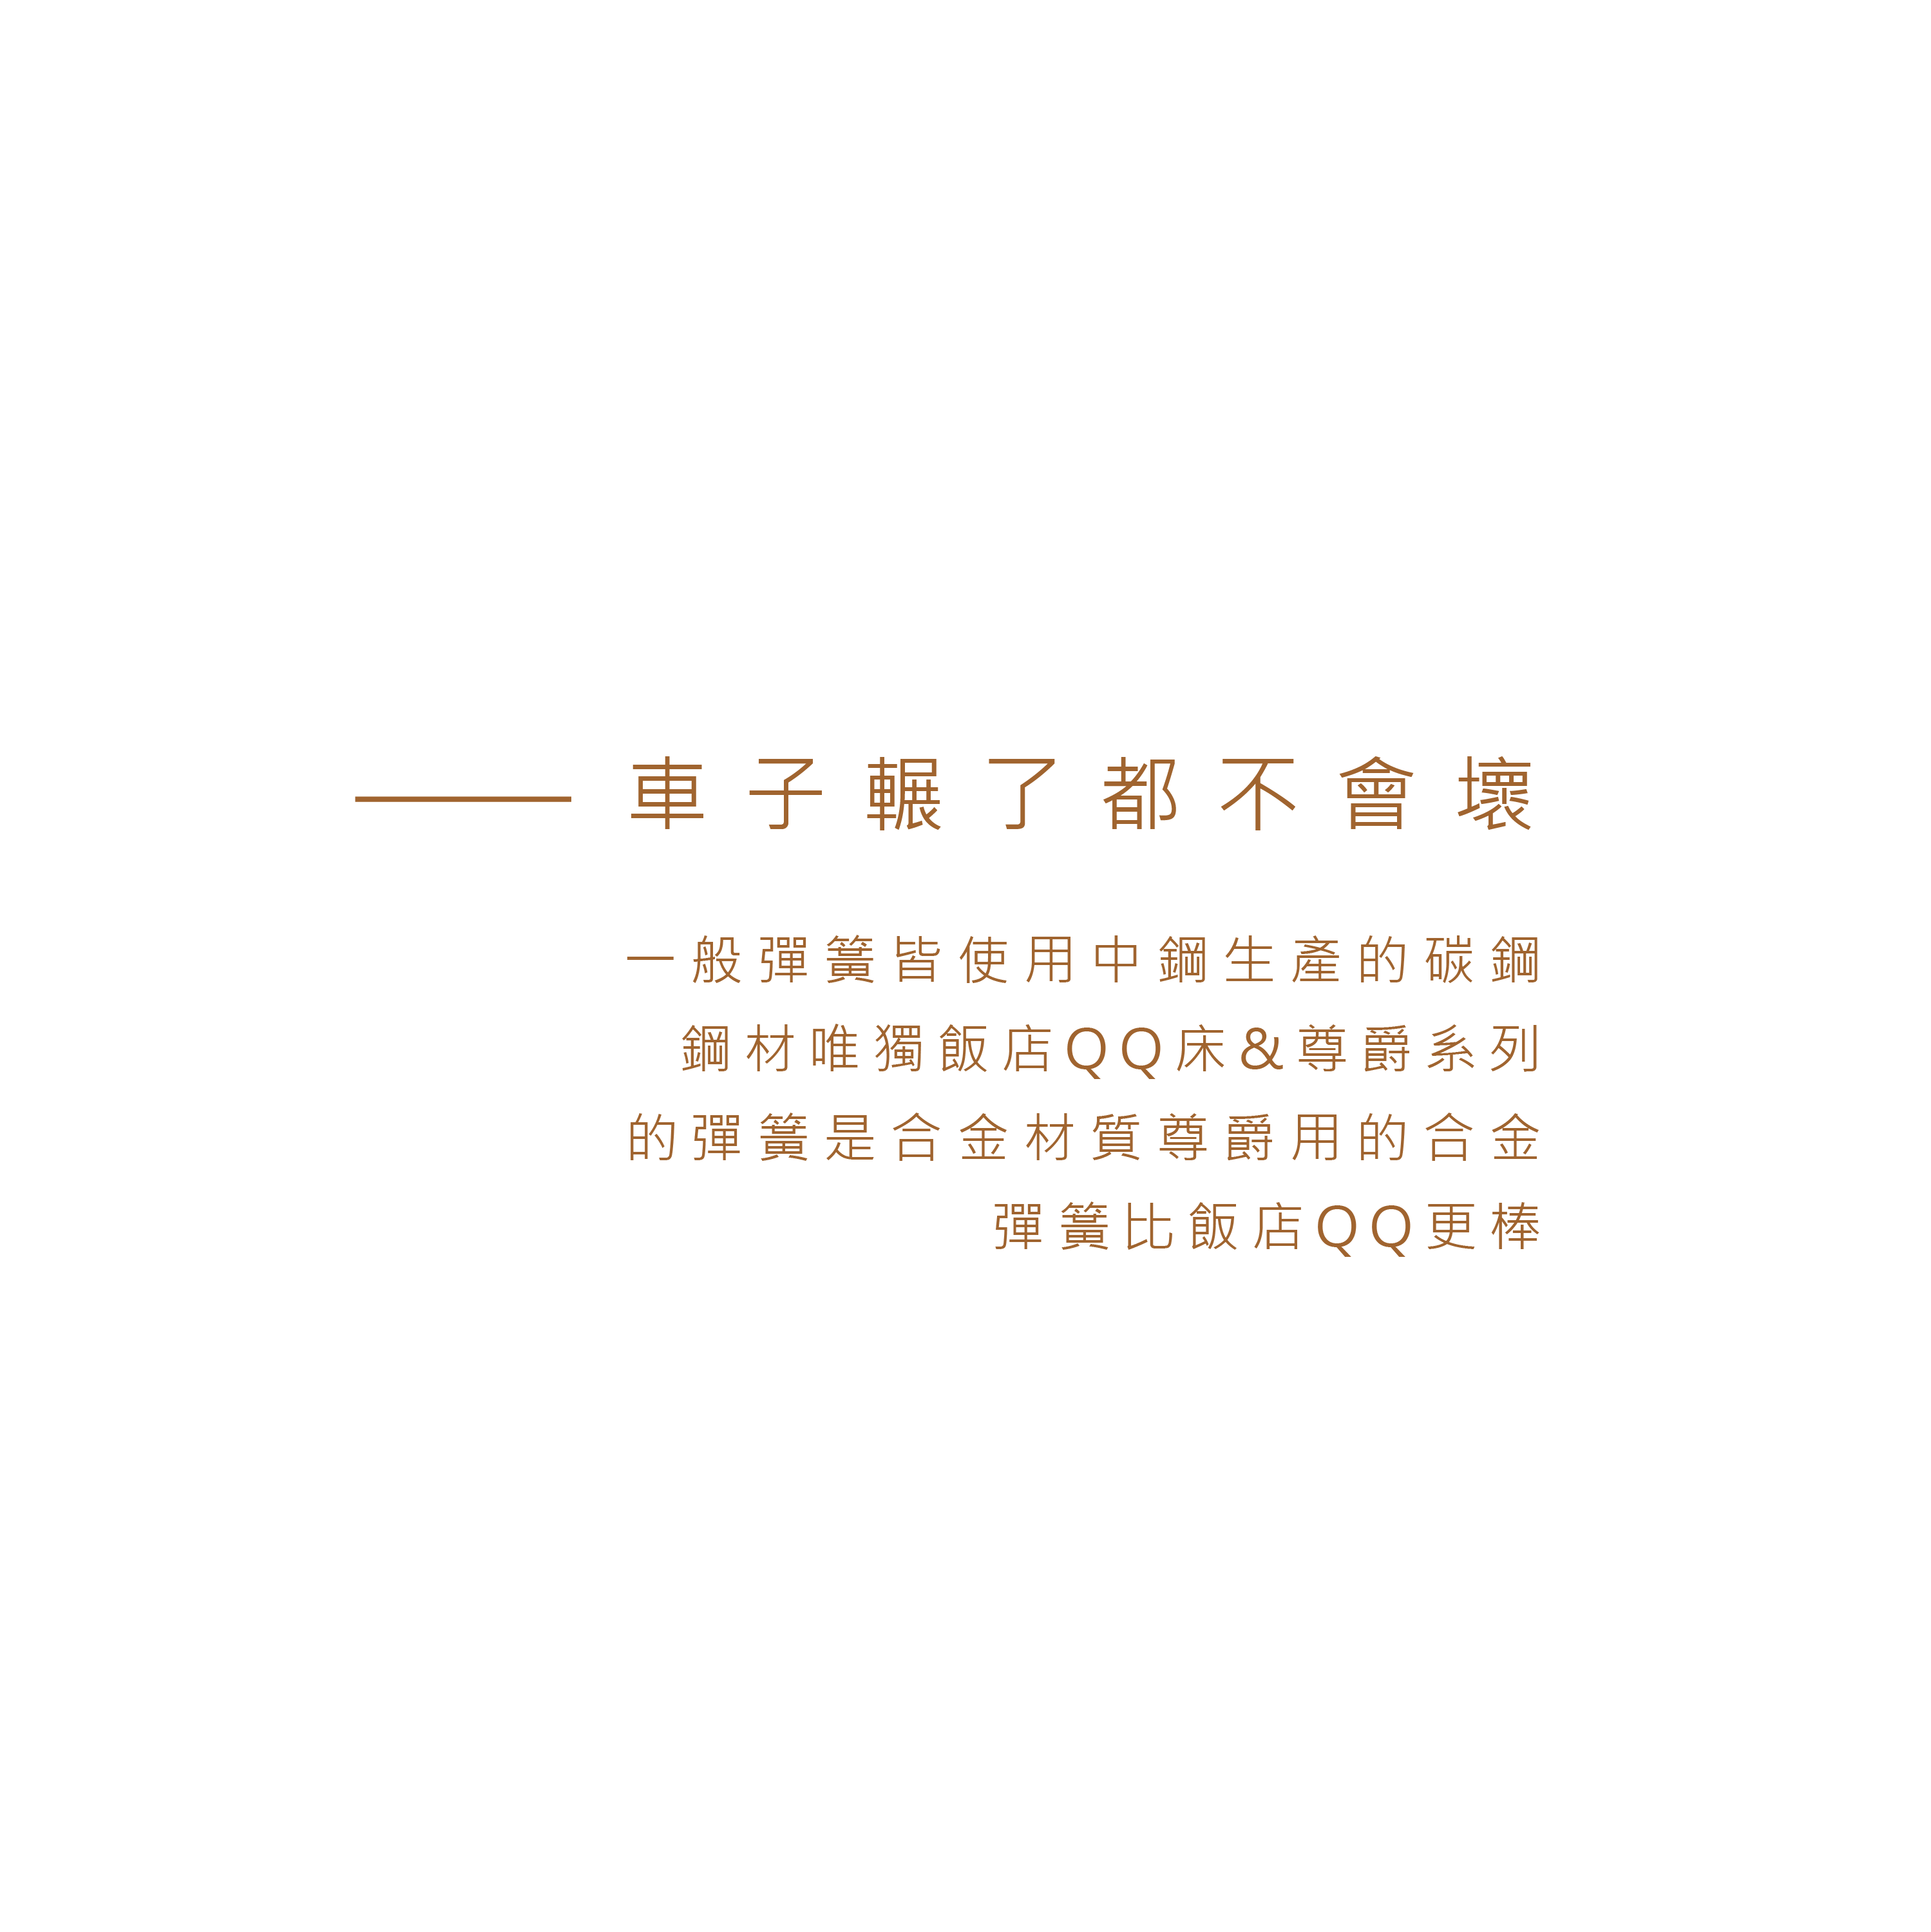 車子輾了都不會壞
一般彈簧皆使用中鋼生產的碳鋼
鋼材唯獨飯店QQ床&尊爵系列
的彈簧是合金材質尊爵用的合金
彈簧比飯店QQ更棒